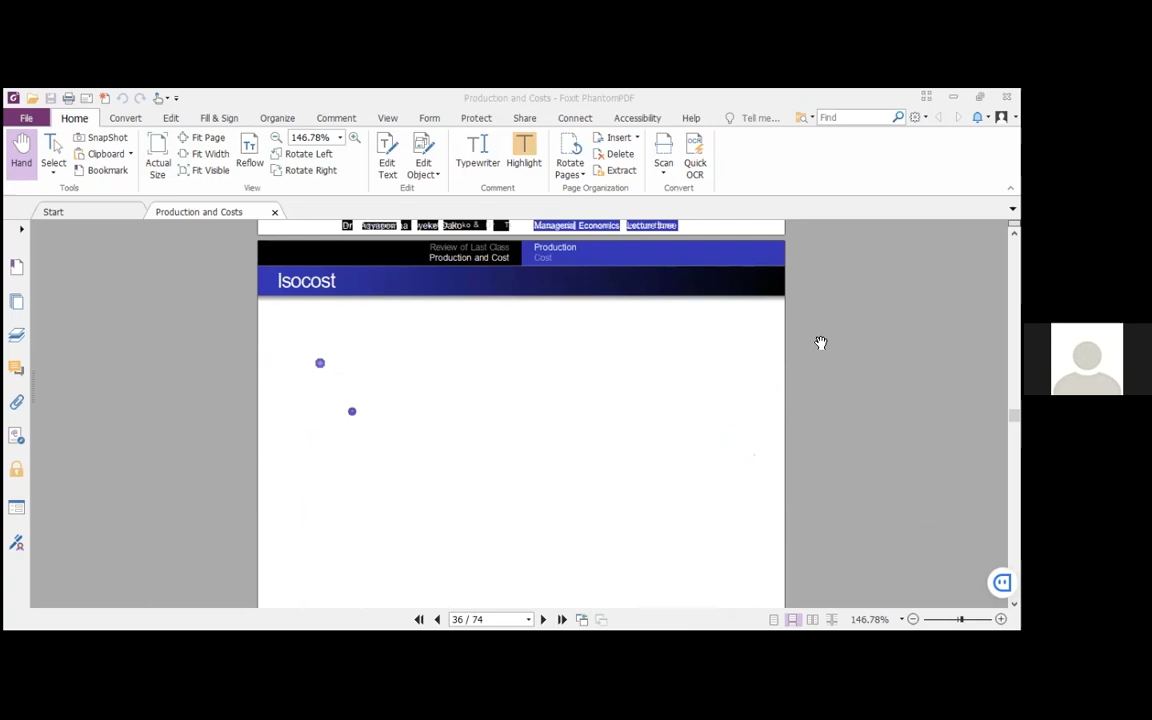 Production and Costs - Foxit PhantomPDF
File Home Convert Edit Fill & Sign Organize Comment View Form Protect Share Connect Accessibility Help Tell me... Find
Hand
Select
SnapShot
Clipboard
Bookmark
Tools
Actual
Size
Fit Page
Fit Width
Fit Visible
Reflow
146.78%
Rotate Left
Rotate Right
View
Edit
Text
Edit
Object
Edit
Typewriter
Highlight
Comment
Rotate
Pages
Insert
Delete
Extract
Page Organization
Scan
Quick
OCR
Convert
Start Production and Costs
Dr Managerial Economics Lecture three
Review of Last Class Production
Production and Cost Cost
Isocost
36 / 74 146.78%